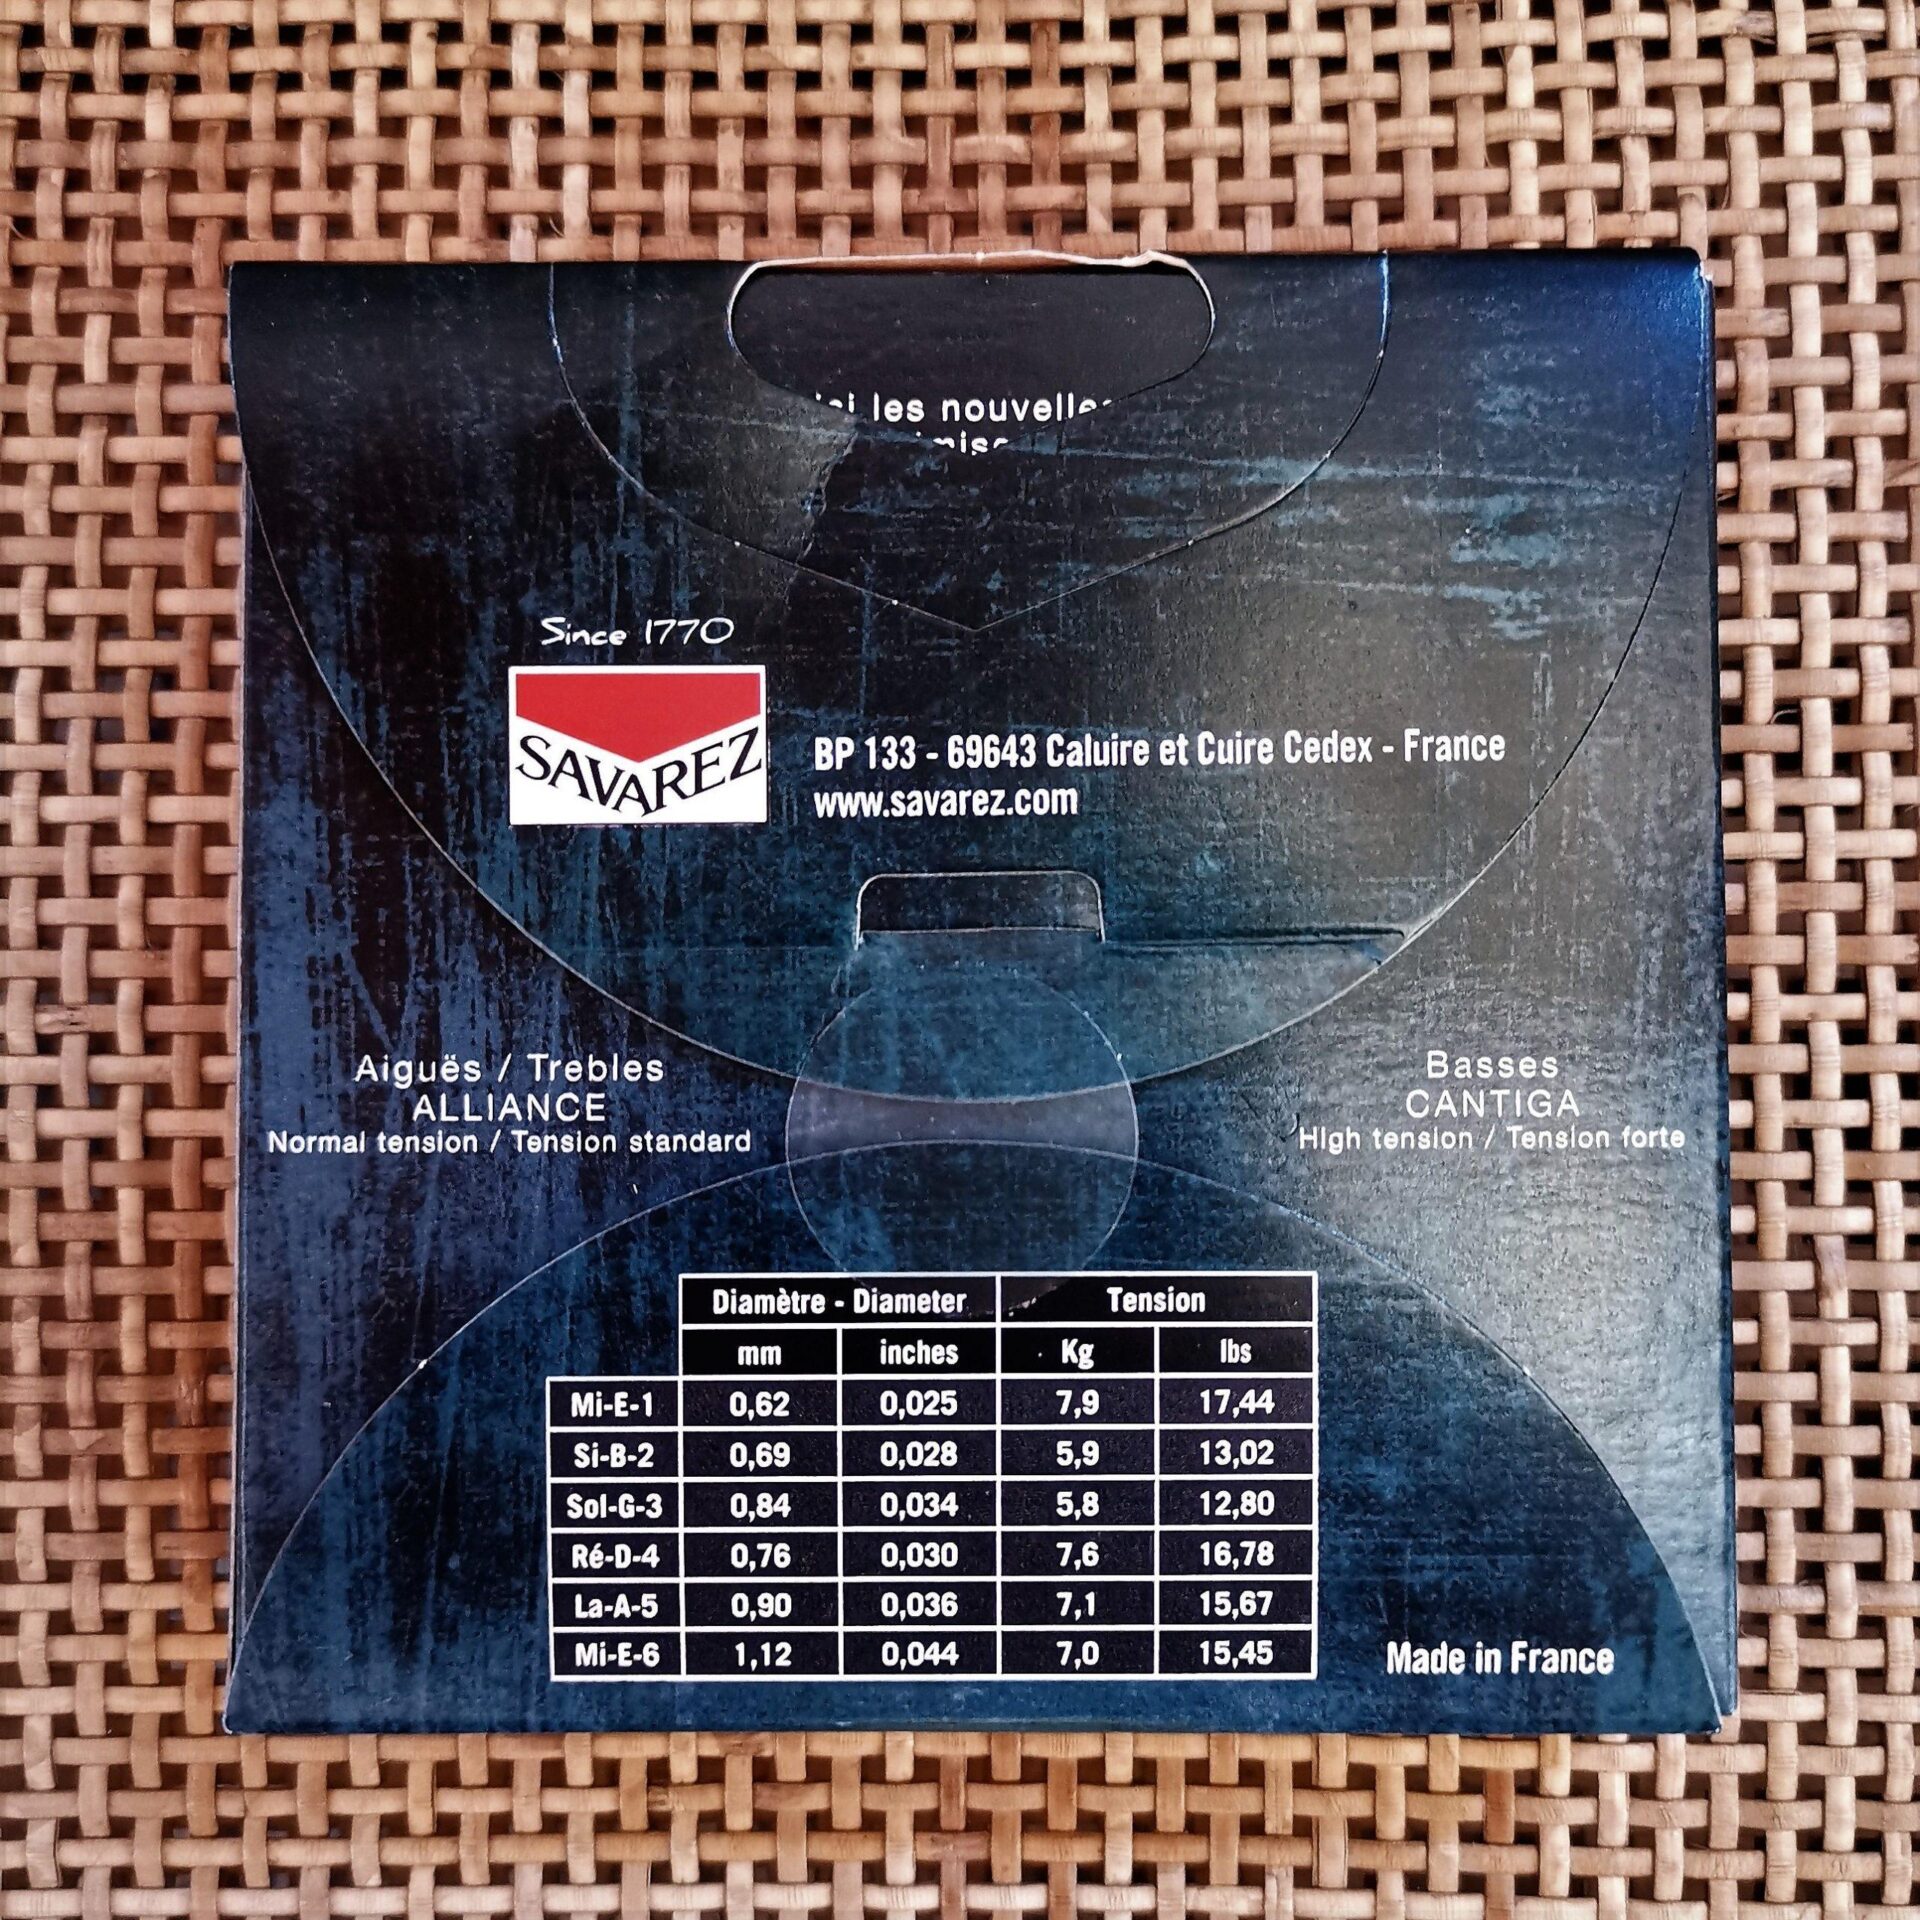 les nouvelles
Since 1770
SAVAREZ
BP 133 - 69643 Caluire et Cuire Cedex - France
www.savarez.com
Aiguës / Trebles
ALLIANCE
Normal tension / Tension standard
Basses
CANTIGA
High tension / Tension forte
Diamètre - Diameter Tension
mm inches Kg lbs
Mi-E-1 0,62 0,025 7,9 17,44
Si-B-2 0,69 0,028 5,9 13,02
Sol-G-3 0,84 0,034 5,8 12,80
Ré-D-4 0,76 0,030 7,6 16,78
La-A-5 0,90 0,036 7,1 15,67
Mi-E-6 1,12 0,044 7,0 15,45
Made in France